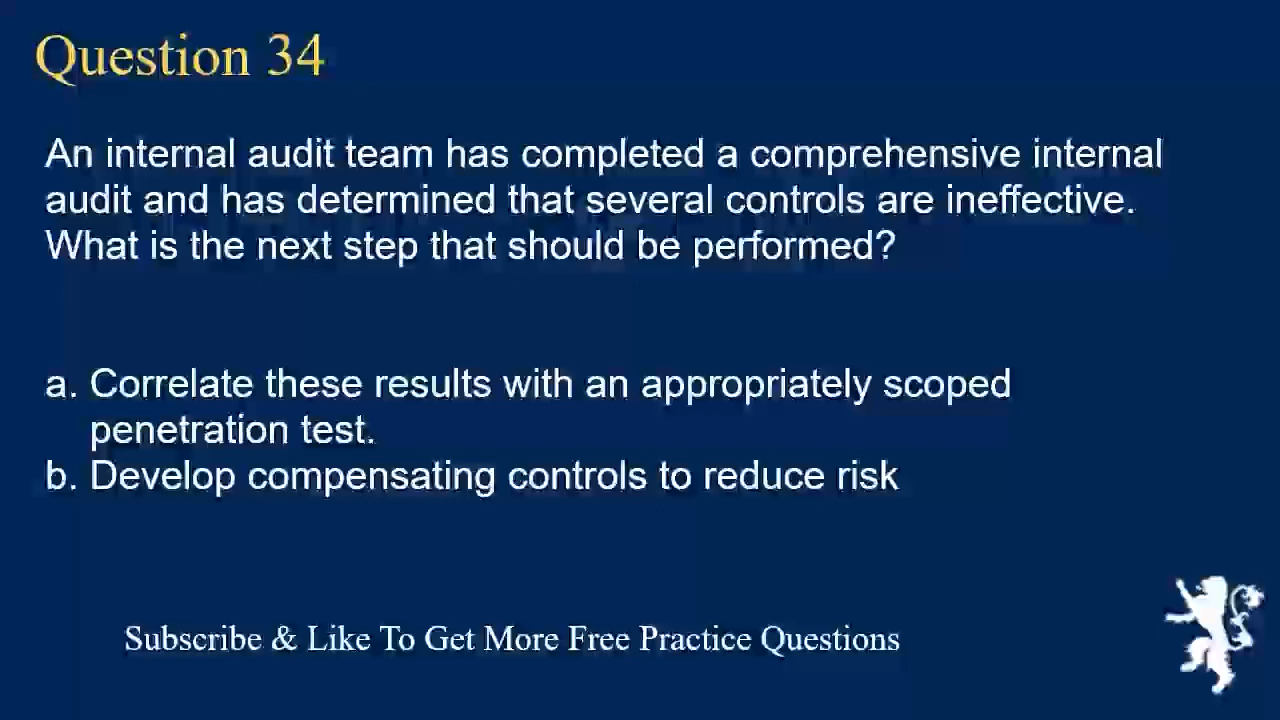 Question 34
An internal audit team has completed a comprehensive internal
audit and has determined that several controls are ineffective.
What is the next step that should be performed?
a. Correlate these results with an appropriately scoped
penetration test.
b. Develop compensating controls to reduce risk
Subscribe & Like To Get More Free Practice Questions